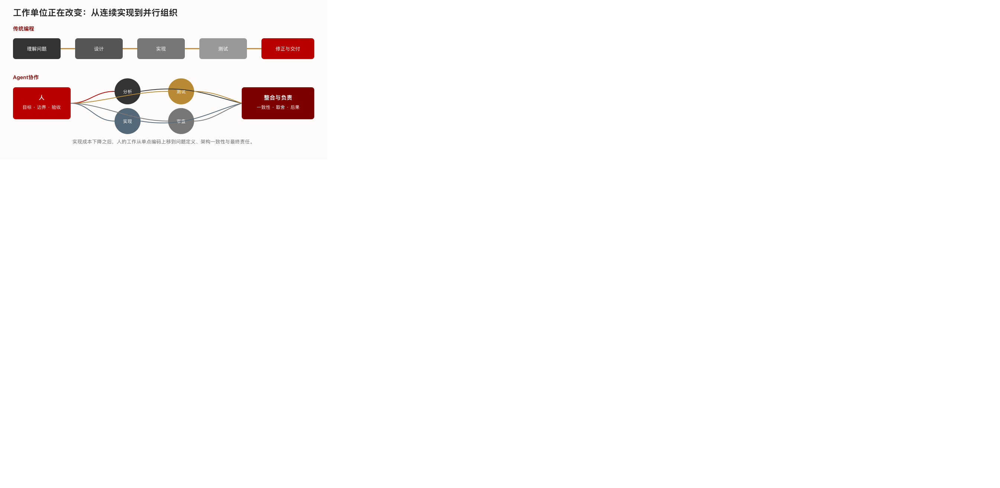 工作单位正在改变：从连续实现到并行组织
传统编程
理解问题
设计
实现
测试
修正与交付
Agent协作
分析
测试
人
目标 · 边界 · 验收
整合与负责
一致性 · 取舍 · 后果
实现
审查
实现成本下降之后，人的工作从单点编码上移到问题定义、架构一致性与最终责任。